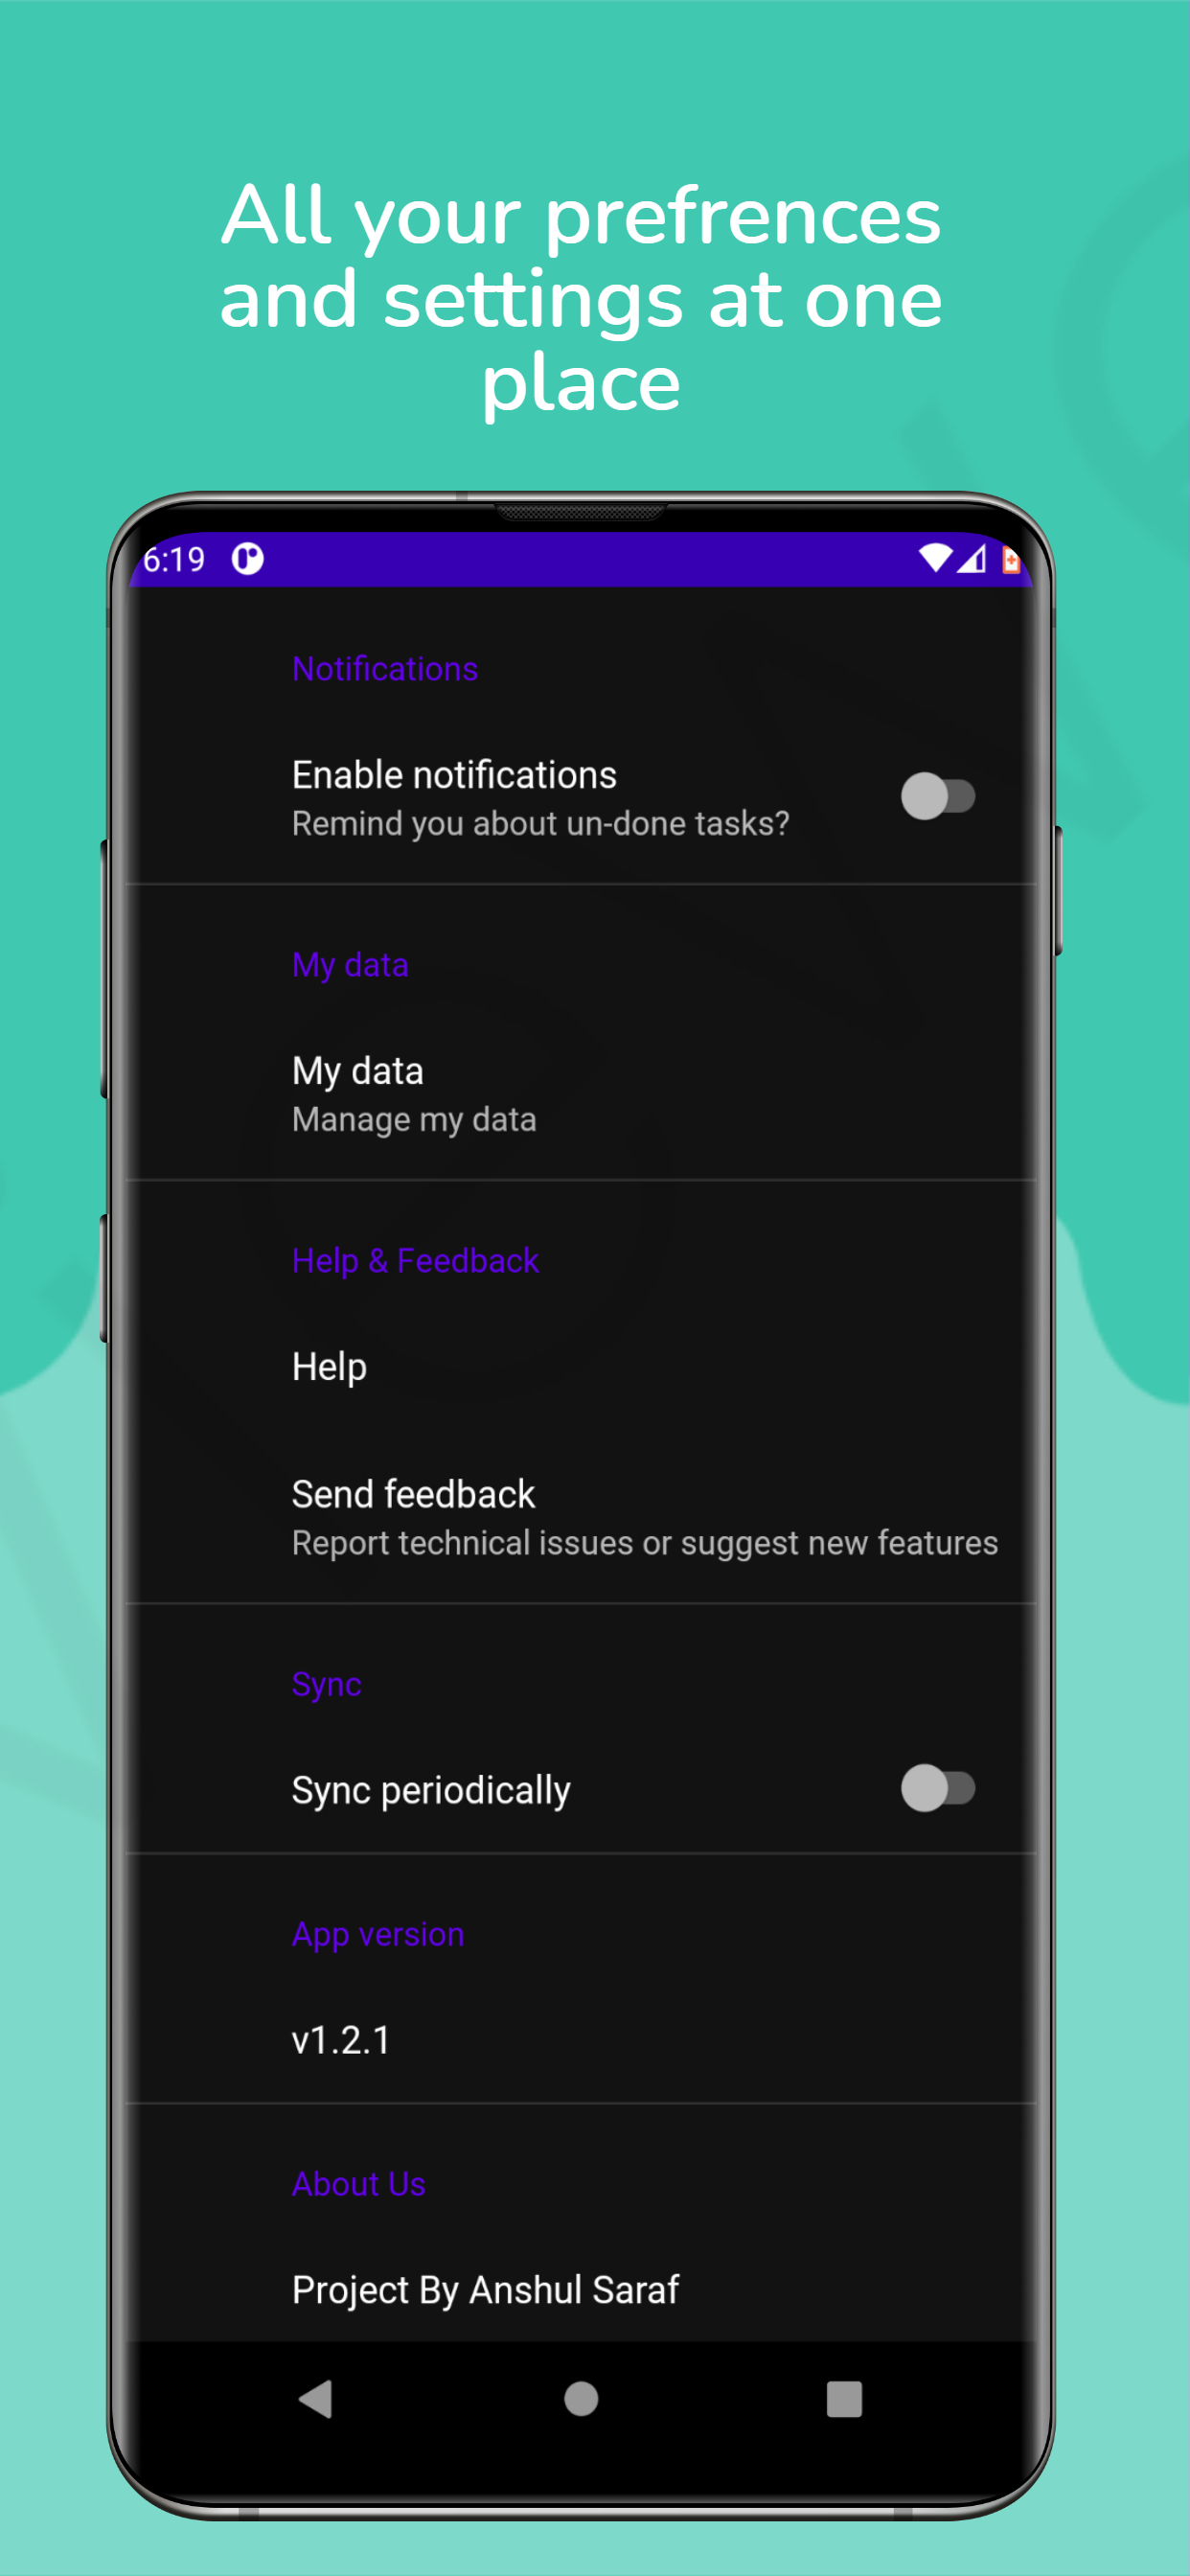 All your prefrences
and settings at one
place
6:19
Notifications
Enable notifications
Remind you about un-done tasks?
My data
My data
Manage my data
Help & Feedback
Help
Send feedback
Report technical issues or suggest new features
Sync
Sync periodically
App version
v1.2.1
About Us
Project By Anshul Saraf